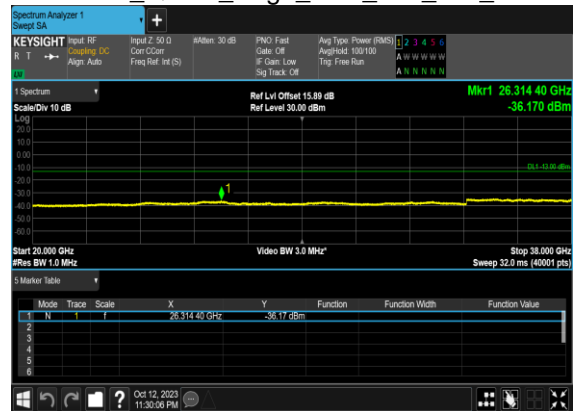 Spectrum Analyzer 1
Swept SA
+
KEYSIGHT Input: RF Input Z: 50 Ω #Atten: 30 dB PNO: Fast Avg Type: Power (RMS) 1 2 3 4 5 6
R T Coupling: DC Corr CCorr Gate: Off Avg|Hold: 100/100 A W W W W W
Align: Auto Freq Ref: Int (S) IF Gain: Low Trig: Free Run
Sig Track: Off A N N N N N
1 Spectrum Ref Lvl Offset 15.89 dB Mkr1 26.314 40 GHz
Scale/Div 10 dB Ref Level 30.00 dBm -36.170 dBm
Log
20.0
10.0
0.00
-10.0
DL1 -13.00 dBm
-20.0
-30.0
1
-40.0
-50.0
-60.0
Start 20.000 GHz Video BW 3.0 MHz* Stop 38.000 GHz
#Res BW 1.0 MHz Sweep 32.0 ms (40001 pts)
5 Marker Table
Mode Trace Scale X Y Function Function Width Function Value
1 N 1 f 26.314 40 GHz -36.17 dBm
2
3
4
5
6
? Oct 12, 2023
11:30:06 PM